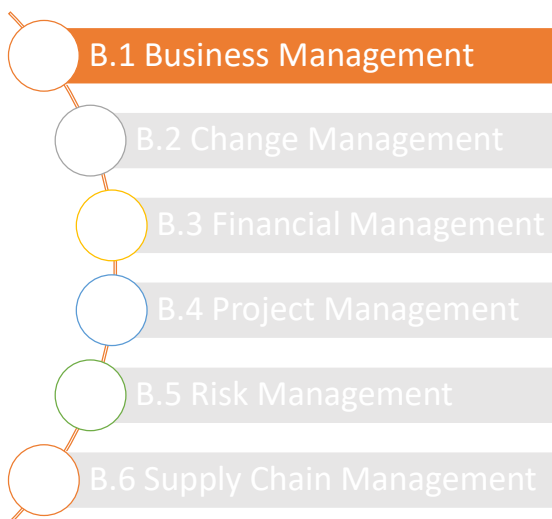 B.1 Business Management
B.2 Change Management
B.3 Financial Management
B.4 Project Management
B.5 Risk Management
B.6 Supply Chain Management